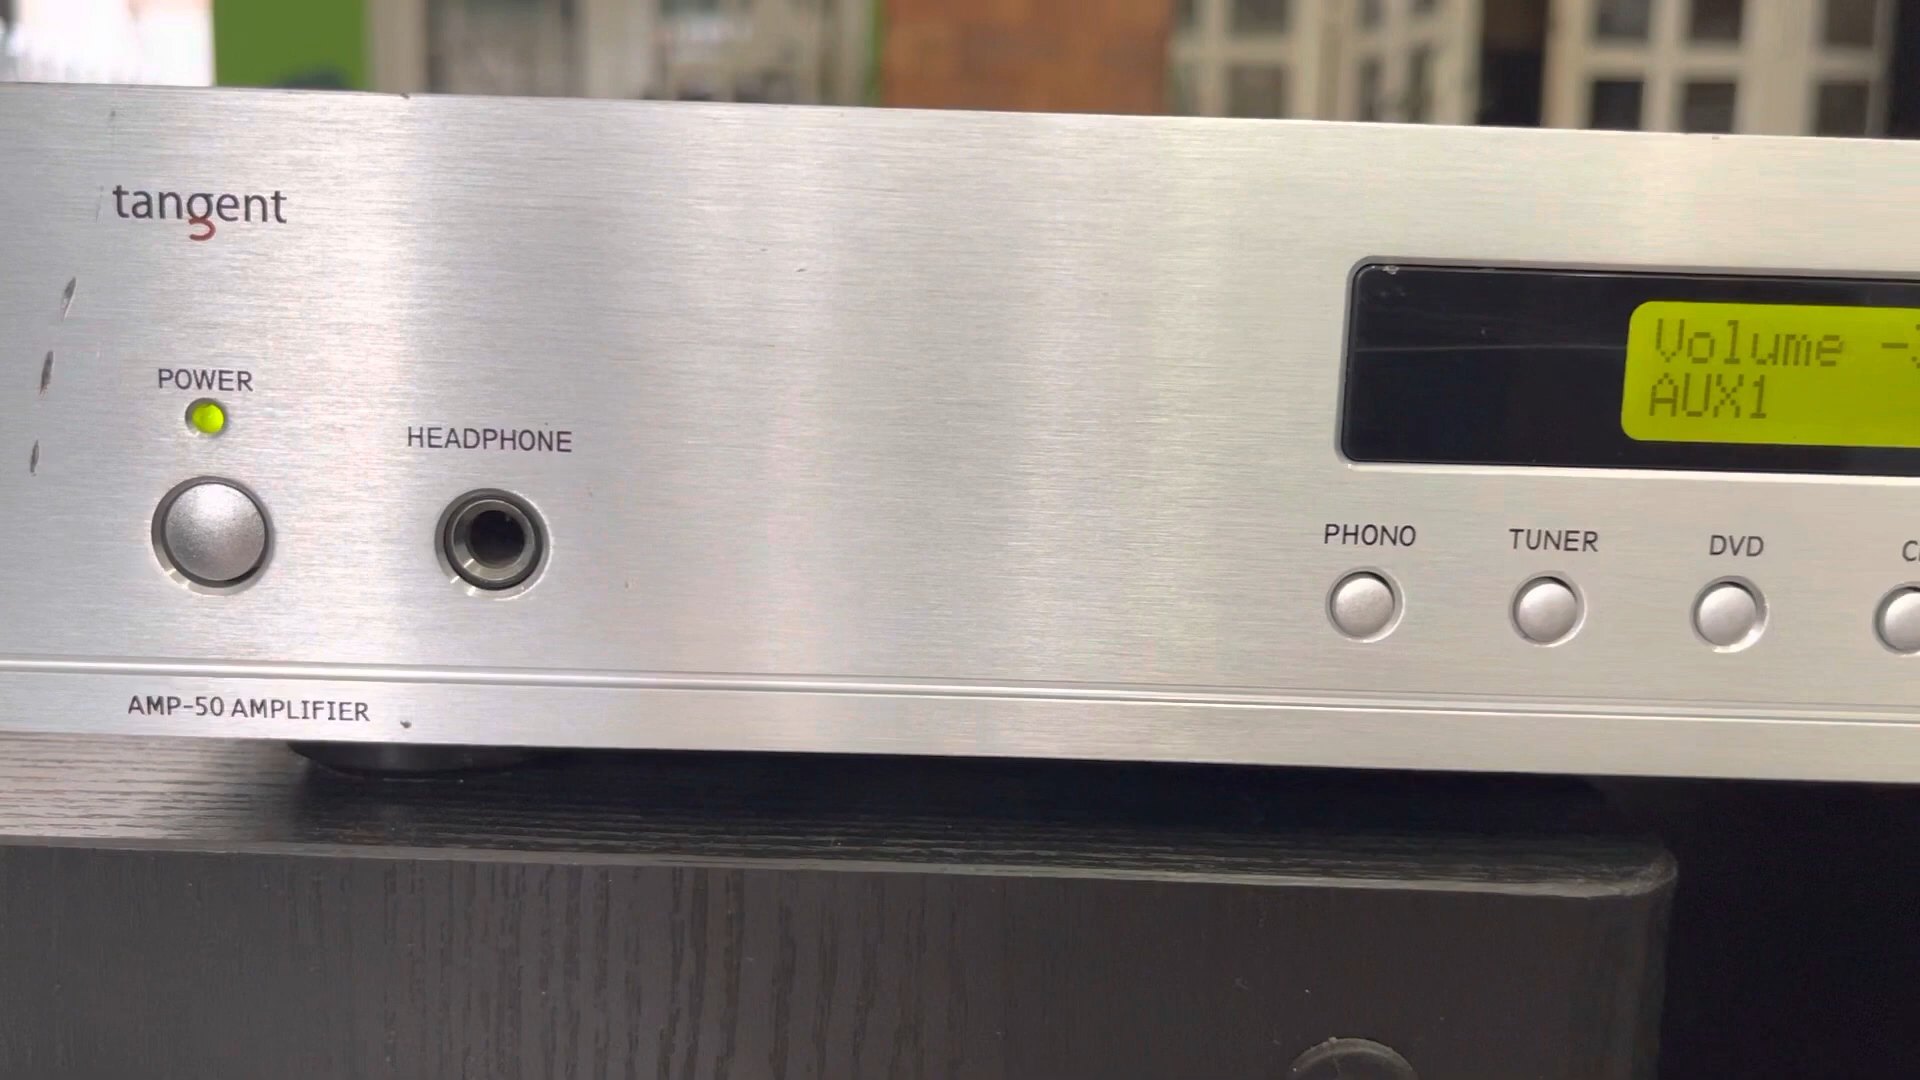 tangent
POWER
HEADPHONE
Volume -
AUX1
PHONO
TUNER
DVD
AMP-50 AMPLIFIER